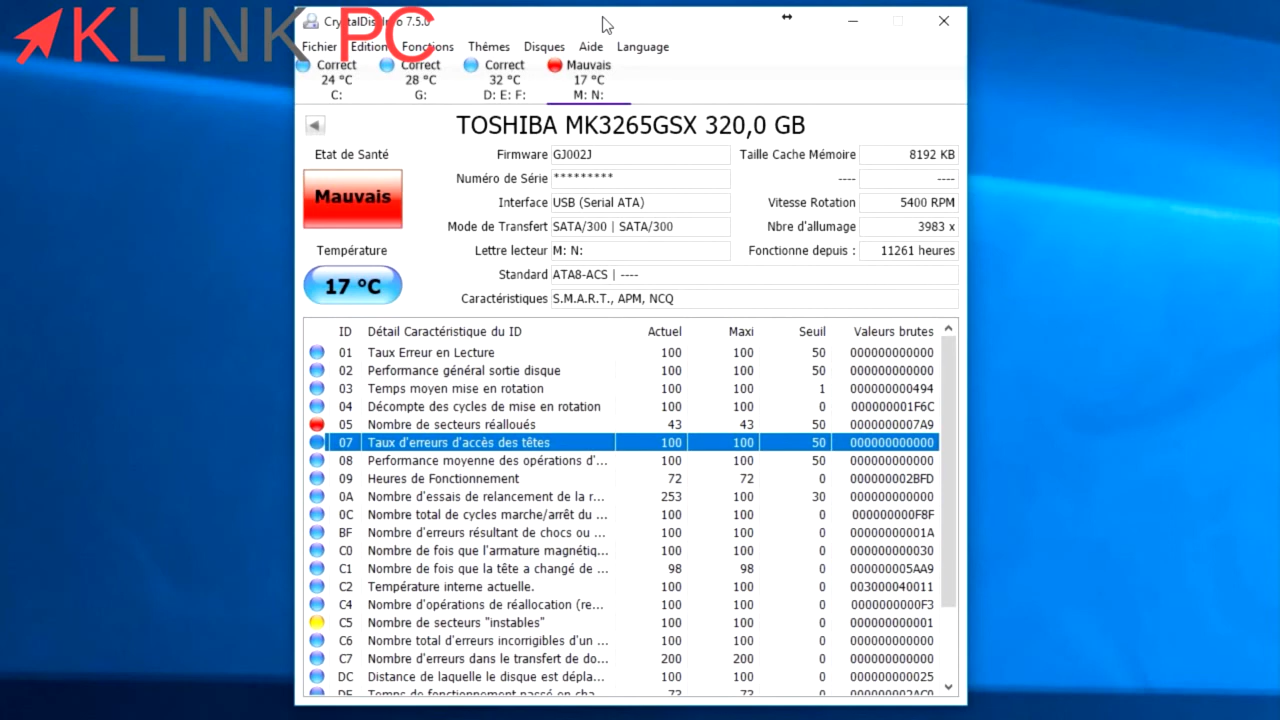 KLINK PC
CrystalDiskInfo 7.5.0
Fichier Edition Fonctions Thèmes Disques Aide Language
Correct Correct Correct Mauvais
24 °C 28 °C 32 °C 17 °C
C: G: D: E: F: M: N:
TOSHIBA MK3265GSX 320,0 GB
Etat de Santé Firmware GJ002J Taille Cache Mémoire 8192 KB
Mauvais Numéro de Série ********* ---- ----
Interface USB (Serial ATA) Vitesse Rotation 5400 RPM
Mode de Transfert SATA/300 | SATA/300 Nbre d'allumage 3983 x
Température Lettre lecteur M: N: Fonctionne depuis : 11261 heures
17 °C Standard ATA8-ACS | ----
Caractéristiques S.M.A.R.T., APM, NCQ
ID Détail Caractéristique du ID Actuel Maxi Seuil Valeurs brutes
01 Taux Erreur en Lecture 100 100 50 000000000000
02 Performance général sortie disque 100 100 50 000000000000
03 Temps moyen mise en rotation 100 100 1 000000000494
04 Décompte des cycles de mise en rotation 100 100 0 000000001F6C
05 Nombre de secteurs réalloués 43 43 50 0000000007A9
07 Taux d'erreurs d'accès des têtes 100 100 50 000000000000
08 Performance moyenne des opérations d'... 100 100 50 000000000000
09 Heures de Fonctionnement 72 72 0 000000002BFD
0A Nombre d'essais de relancement de la r... 253 100 30 000000000000
0C Nombre total de cycles marche/arrêt du ... 100 100 0 000000000F8F
BF Nombre d'erreurs résultant de chocs ou ... 100 100 0 00000000001A
C0 Nombre de fois que l'armature magnétiq... 100 100 0 000000000030
C1 Nombre de fois que la tête a changé de ... 98 98 0 000000005AA9
C2 Température interne actuelle. 100 100 0 003000040011
C4 Nombre d'opérations de réallocation (re... 100 100 0 0000000000F3
C5 Nombre de secteurs "instables" 100 100 0 000000000001
C6 Nombre total d'erreurs incorrigibles d'un ... 100 100 0 000000000000
C7 Nombre d'erreurs dans le transfert de do... 200 200 0 000000000000
DC Distance de laquelle le disque est dépla... 100 100 0 000000000025
DE Temps de fonctionnement passé en cha... 73 73 0 000000002AC0